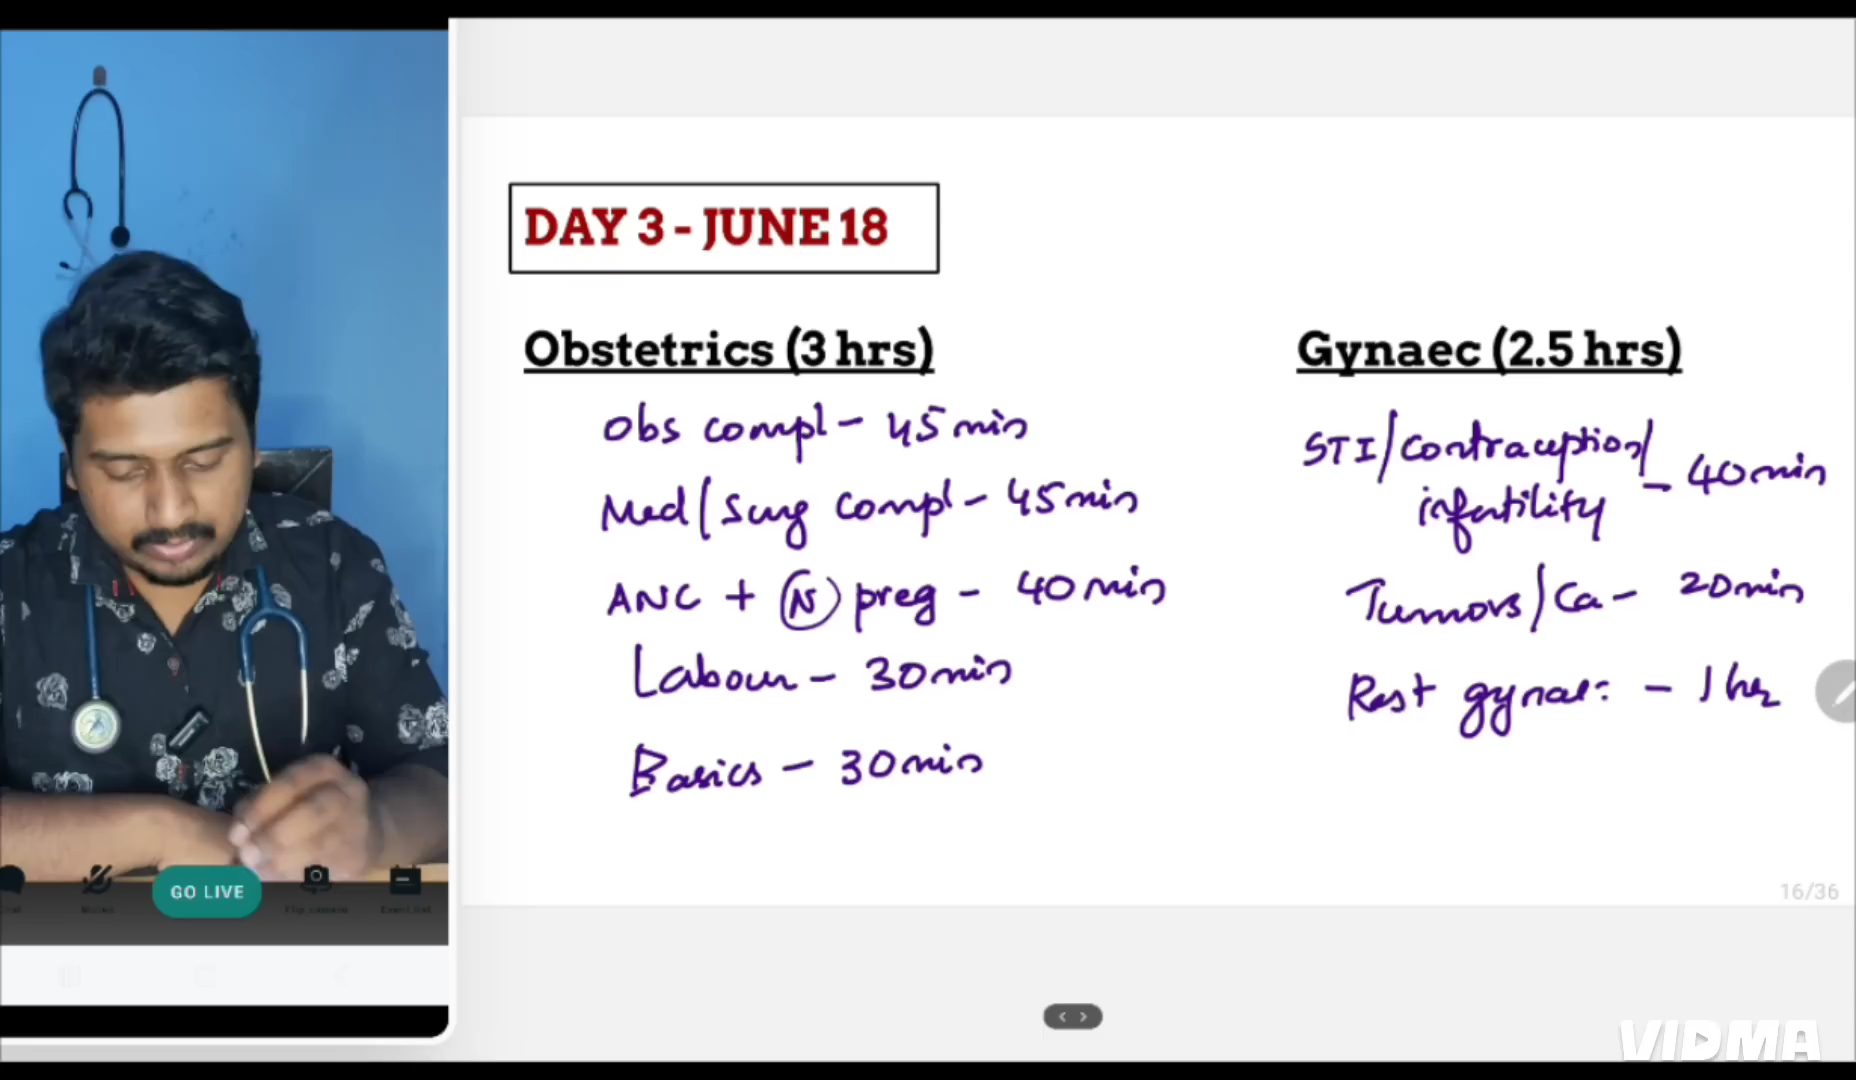 DAY 3 - JUNE 18
Obstetrics (3 hrs)
Obs compl - 45 min
Med/Surg compl - 45 min
ANC + N preg - 40 min
Labour - 30 min
Basics - 30 min
Gynaec (2.5 hrs)
STI/Contraception/
infertility - 40 min
Tumors/Ca - 20 min
Rest gynaec: - 1 hr
GO LIVE
16/36
VIDMA